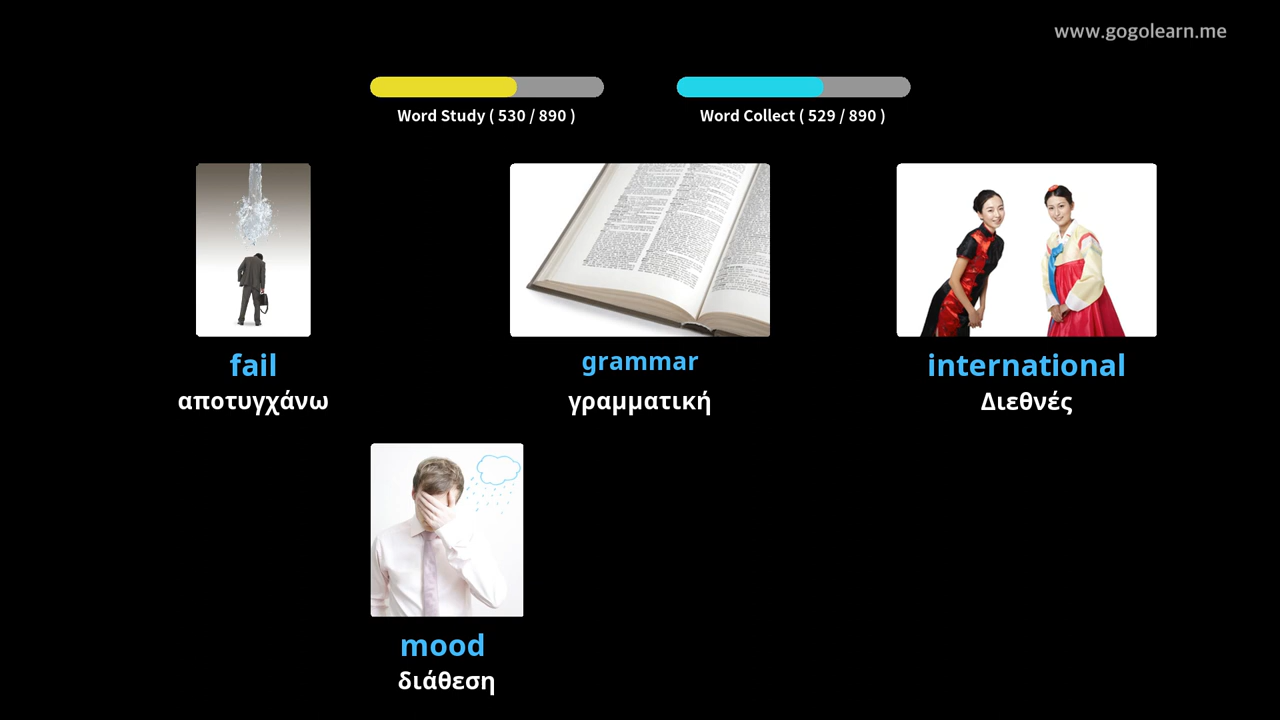 www.gogolearn.me
Word Study ( 530 / 890 )
Word Collect ( 529 / 890 )
fail
αποτυγχάνω
grammar
γραμματική
international
Διεθνές
mood
διάθεση